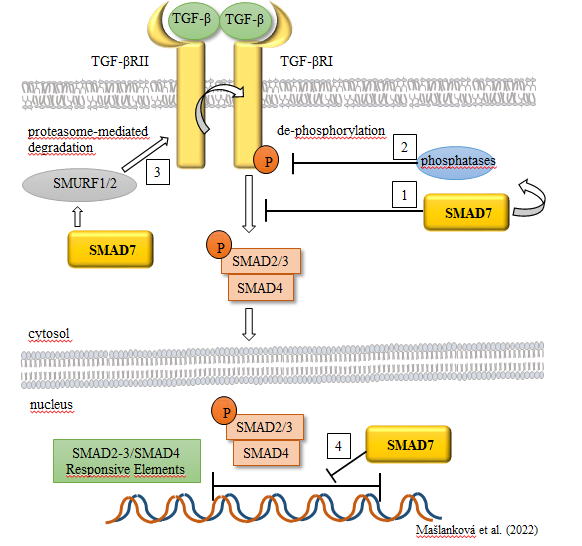 TGF-β TGF-β
TGF-βRII
TGF-βRI
proteasome-mediated
degradation
de-phosphorylation
2
phosphatases
P
3
SMURF1/2
1
SMAD7
SMAD7
P
SMAD2/3
SMAD4
cytosol
nucleus
P
SMAD2/3
SMAD4
4
SMAD7
SMAD2-3/SMAD4
Responsive Elements
Mašlanková et al. (2022)